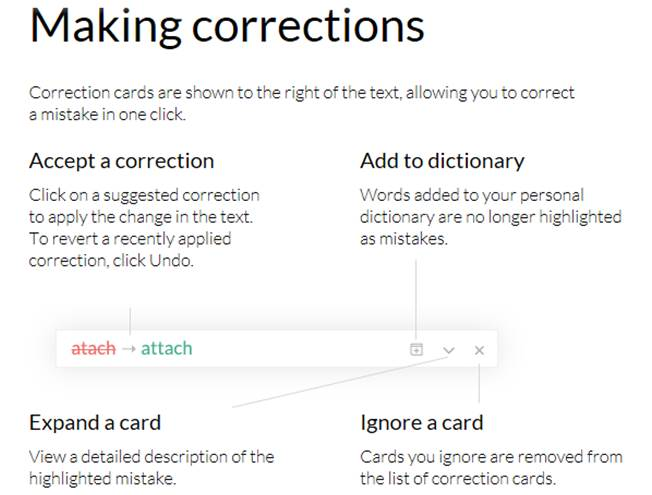 Making corrections
Correction cards are shown to the right of the text, allowing you to correct
a mistake in one click.
Accept a correction
Click on a suggested correction
to apply the change in the text.
To revert a recently applied
correction, click Undo.
Add to dictionary
Words added to your personal
dictionary are no longer highlighted
as mistakes.
atach → attach
Expand a card
View a detailed description of the
highlighted mistake.
Ignore a card
Cards you ignore are removed from
the list of correction cards.